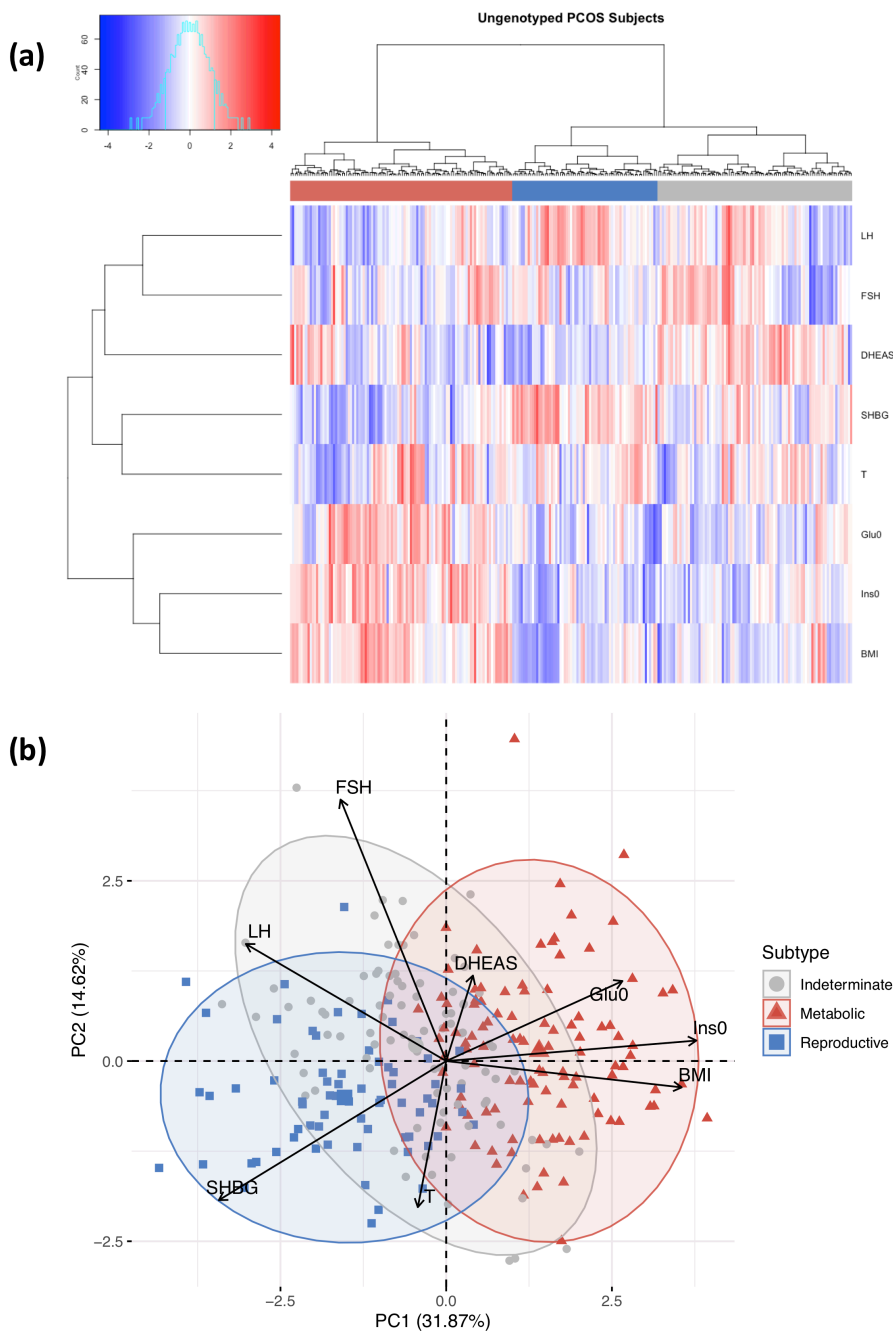 (a)
Ungenotyped PCOS Subjects
Count
60
40
20
0
-4 -2 0 2 4
LH
FSH
DHEAS
SHBG
T
Glu0
Ins0
BMI
(b)
FSH
LH
DHEAS
Glu0
Ins0
BMI
SHBG
T
PC2 (14.62%)
2.5
0.0
−2.5
−2.5 0.0 2.5
PC1 (31.87%)
Subtype
Indeterminate
Metabolic
Reproductive